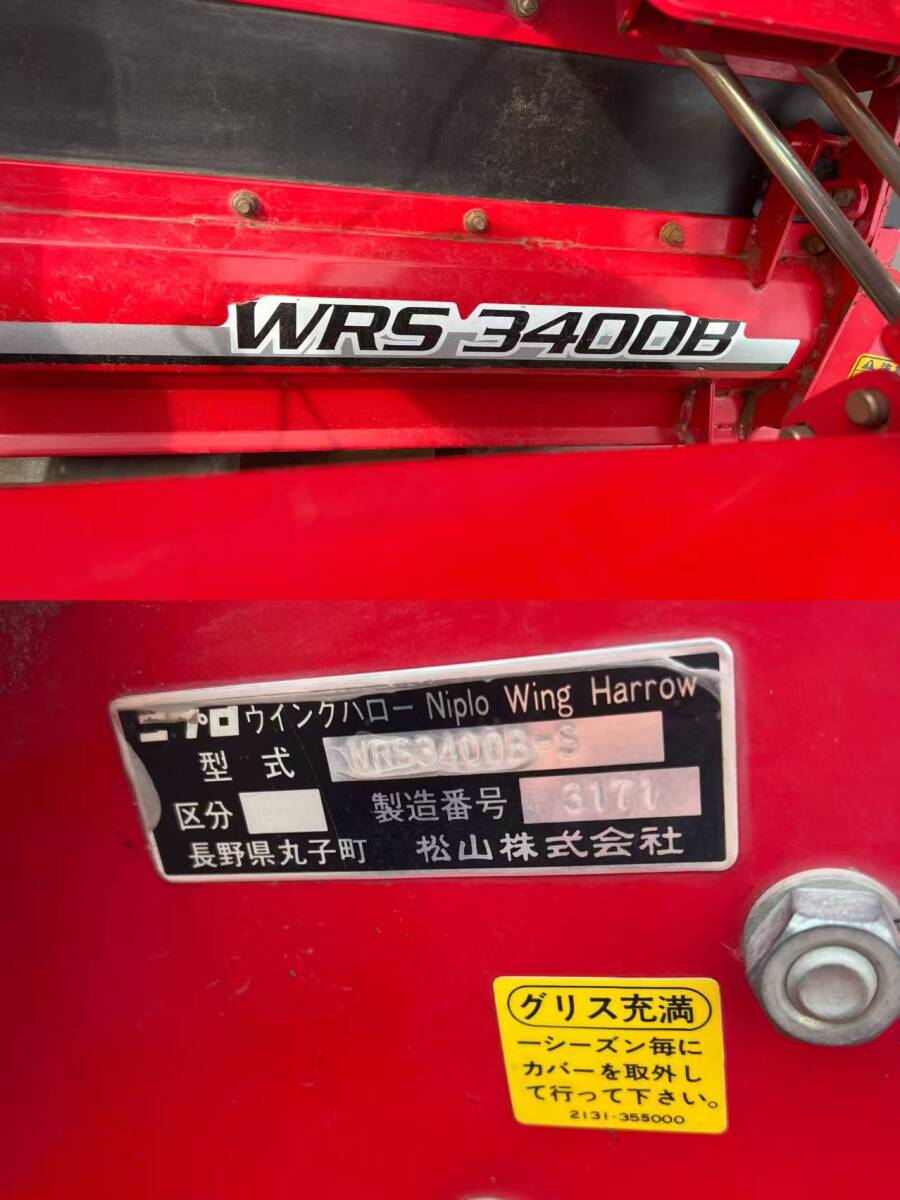 WRS 3400B
ニプロ ウイングハロー Niplo Wing Harrow
型式 WRS3400B-S
区分 製造番号 3171
長野県丸子町 松山株式会社
グリス充満
一シーズン毎に
カバーを取外し
て行って下さい。
2131-355000